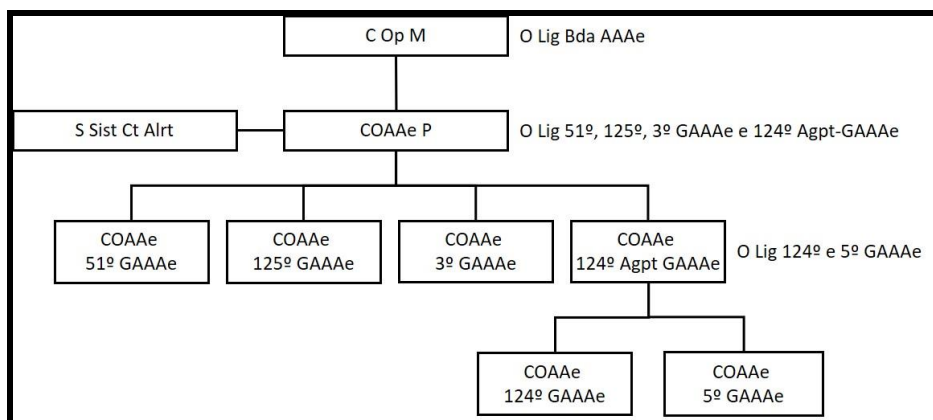 C Op M
O Lig Bda AAAe
S Sist Ct Alrt
COAAe P
O Lig 51º, 125º, 3º GAAAe e 124º Agpt-GAAAe
COAAe
51º GAAAe
COAAe
125º GAAAe
COAAe
3º GAAAe
COAAe
124º Agpt GAAAe
O Lig 124º e 5º GAAAe
COAAe
124º GAAAe
COAAe
5º GAAAe